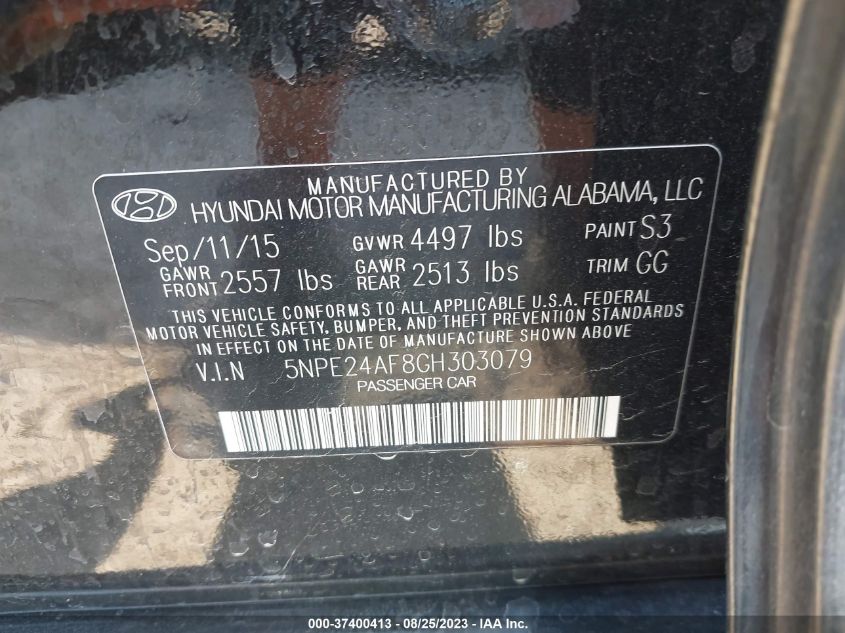 MANUFACTURED BY
HYUNDAI MOTOR MANUFACTURING ALABAMA, LLC
Sep/11/15 GVWR 4497 lbs PAINT S3
GAWR FRONT 2557 lbs GAWR REAR 2513 lbs TRIM GG
THIS VEHICLE CONFORMS TO ALL APPLICABLE U.S.A. FEDERAL
MOTOR VEHICLE SAFETY, BUMPER, AND THEFT PREVENTION STANDARDS
IN EFFECT ON THE DATE OF MANUFACTURE SHOWN ABOVE
V.I.N 5NPE24AF8GH303079
PASSENGER CAR
000-37400413 - 08/25/2023 - IAA Inc.